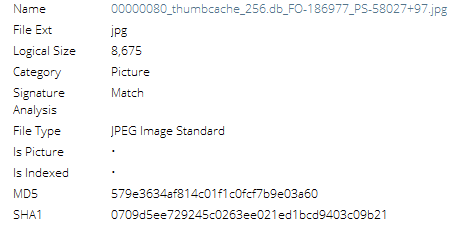 Name 00000080_thumbcache_256.db_FO-186977_PS-58027+97.jpg
File Ext jpg
Logical Size 8,675
Category Picture
Signature Analysis Match
File Type JPEG Image Standard
Is Picture •
Is Indexed •
MD5 579e3634af814c01f1c0fcf7b9e03a60
SHA1 0709d5ee729245c0263ee021ed1bcd9403c09b21